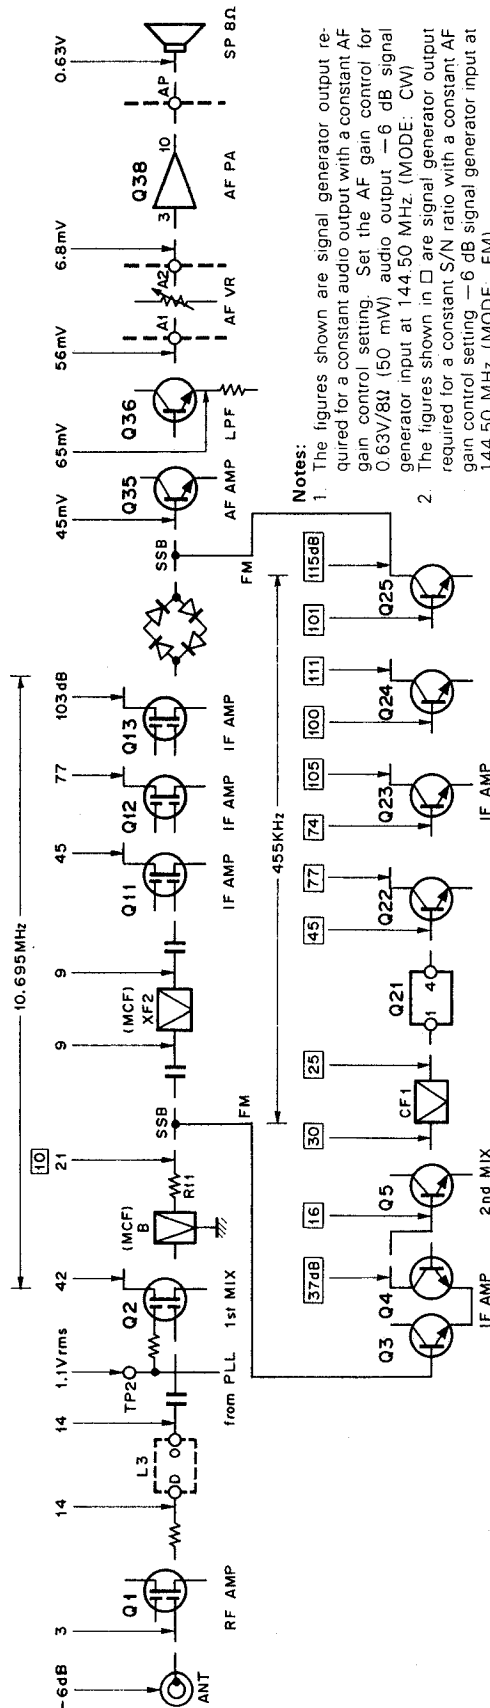 -6dB
3
14
14
1.1Vrms
42
10
21
9
9
45
77
103dB
45mV
65mV
56mV
6.8mV
0.63V
10.695MHz
ANT
Q1
RF AMP
L3
D
O
TP2
from PLL
Q2
1st MIX
(MCF)
B
R11
SSB
FM
(MCF)
XF2
Q11
IF AMP
Q12
IF AMP
Q13
IF AMP
SSB
FM
Q35
AF AMP
Q36
LPF
A1
A2
AF VR
Q38
3
10
AF PA
AP
SP 8Ω
455KHz
37dB
16
30
25
45
77
74
105
100
111
101
115dB
Q3
Q4
IF AMP
Q5
2nd MIX
CF1
Q21
1
4
Q22
Q23
IF AMP
Q24
Q25
Notes:
1. The figures shown are signal generator output re-
quired for a constant audio output with a constant AF
gain control setting. Set the AF gain control for
0.63V/8Ω (50 mW) audio output −6 dB signal
generator input at 144.50 MHz. (MODE: CW)
2. The figures shown in □ are signal generator output
required for a constant S/N ratio with a constant AF
gain control setting −6 dB signal generator input at
144.50 MHz. (MODE: FM)